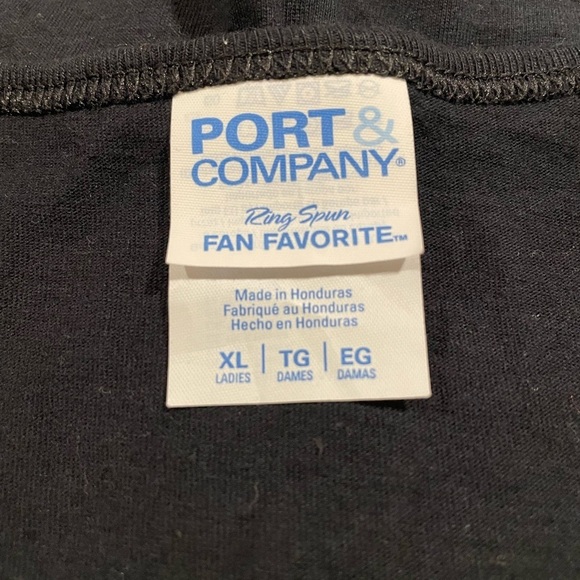 PORT &
COMPANY®
Ring Spun
FAN FAVORITE™
Made in Honduras
Fabriqué au Honduras
Hecho en Honduras
XL | TG | EG
LADIES DAMES DAMAS